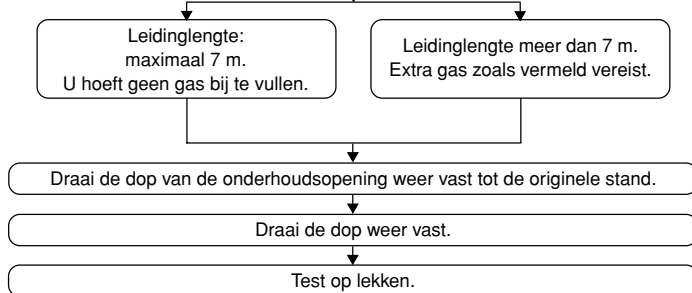 Leidinglengte:
maximaal 7 m.
U hoeft geen gas bij te vullen.
Leidinglengte meer dan 7 m.
Extra gas zoals vermeld vereist.
Draai de dop van de onderhoudsopening weer vast tot de originele stand.
Draai de dop weer vast.
Test op lekken.